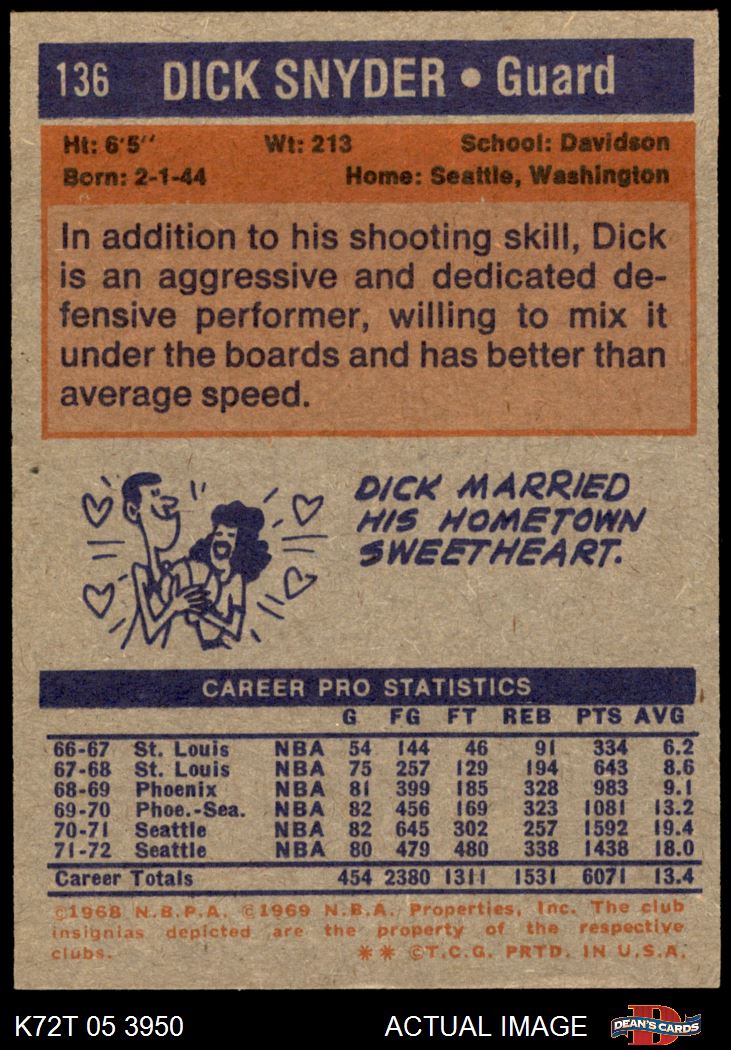 136 DICK SNYDER • Guard
Ht: 6'5" Wt: 213 School: Davidson
Born: 2-1-44 Home: Seattle, Washington
In addition to his shooting skill, Dick
is an aggressive and dedicated de-
fensive performer, willing to mix it
under the boards and has better than
average speed.
DICK MARRIED
HIS HOMETOWN
SWEETHEART.
CAREER PRO STATISTICS
G FG FT REB PTS AVG
66-67 St. Louis NBA 54 144 46 91 334 6.2
67-68 St. Louis NBA 75 257 129 194 643 8.6
68-69 Phoenix NBA 81 399 185 328 983 9.1
69-70 Phoe.-Sea. NBA 82 456 169 323 1081 13.2
70-71 Seattle NBA 82 645 302 257 1592 19.4
71-72 Seattle NBA 80 479 480 338 1438 18.0
Career Totals 454 2380 1311 1531 6071 13.4
©1968 N.B.P.A. ©1969 N.B.A. Properties, Inc. The club
insignias depicted are the property of the respective
clubs. ** ©T.C.G. PRTD. IN U.S.A.
K72T 05 3950 ACTUAL IMAGE D DEAN'S CARDS